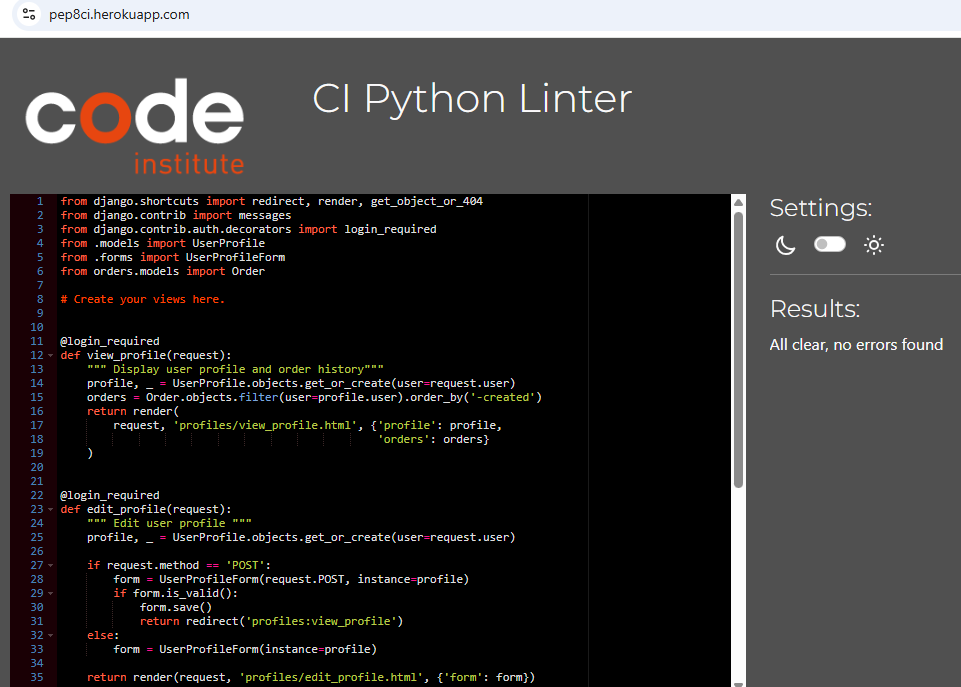 pep8ci.herokuapp.com
code
institute
CI Python Linter
1 from django.shortcuts import redirect, render, get_object_or_404
2 from django.contrib import messages
3 from django.contrib.auth.decorators import login_required
4 from .models import UserProfile
5 from .forms import UserProfileForm
6 from orders.models import Order
7
8 # Create your views here.
9
10
11 @login_required
12 def view_profile(request):
13     """ Display user profile and order history"""
14     profile, _ = UserProfile.objects.get_or_create(user=request.user)
15     orders = Order.objects.filter(user=profile.user).order_by('-created')
16     return render(
17         request, 'profiles/view_profile.html', {'profile': profile,
18                                                 'orders': orders}
19     )
20
21
22 @login_required
23 def edit_profile(request):
24     """ Edit user profile """
25     profile, _ = UserProfile.objects.get_or_create(user=request.user)
26
27     if request.method == 'POST':
28         form = UserProfileForm(request.POST, instance=profile)
29         if form.is_valid():
30             form.save()
31             return redirect('profiles:view_profile')
32     else:
33         form = UserProfileForm(instance=profile)
34
35     return render(request, 'profiles/edit_profile.html', {'form': form})
Settings:
Results:
All clear, no errors found